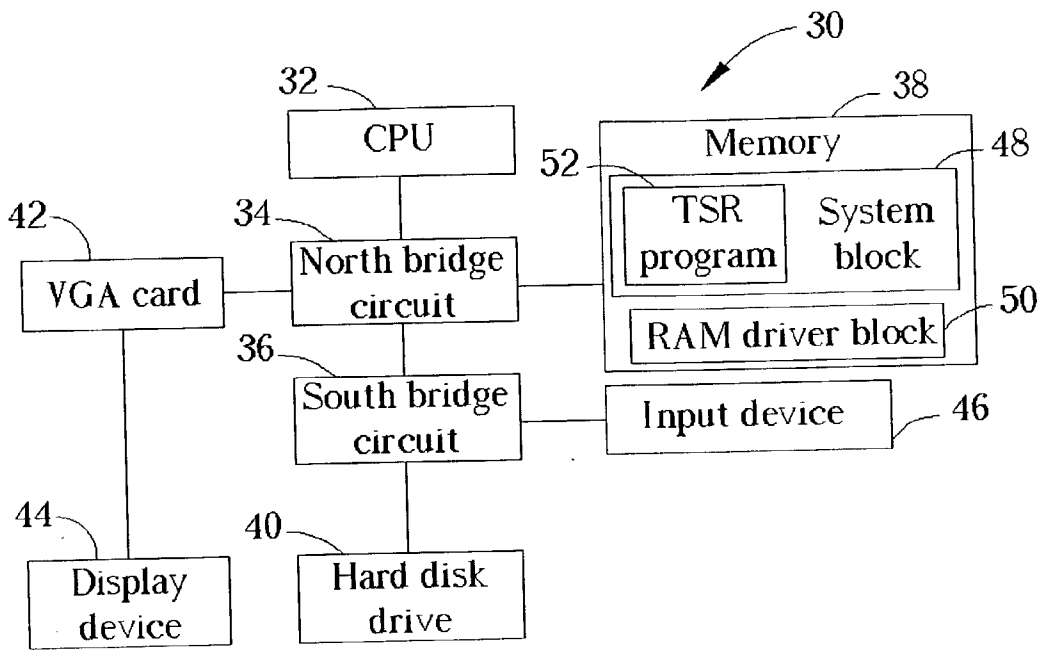 30
32
38
CPU
Memory
48
52
TSR
program
System
block
42
34
VGA card
North bridge
circuit
50
RAM driver block
36
South bridge
circuit
Input device
46
44
40
Display
device
Hard disk
drive